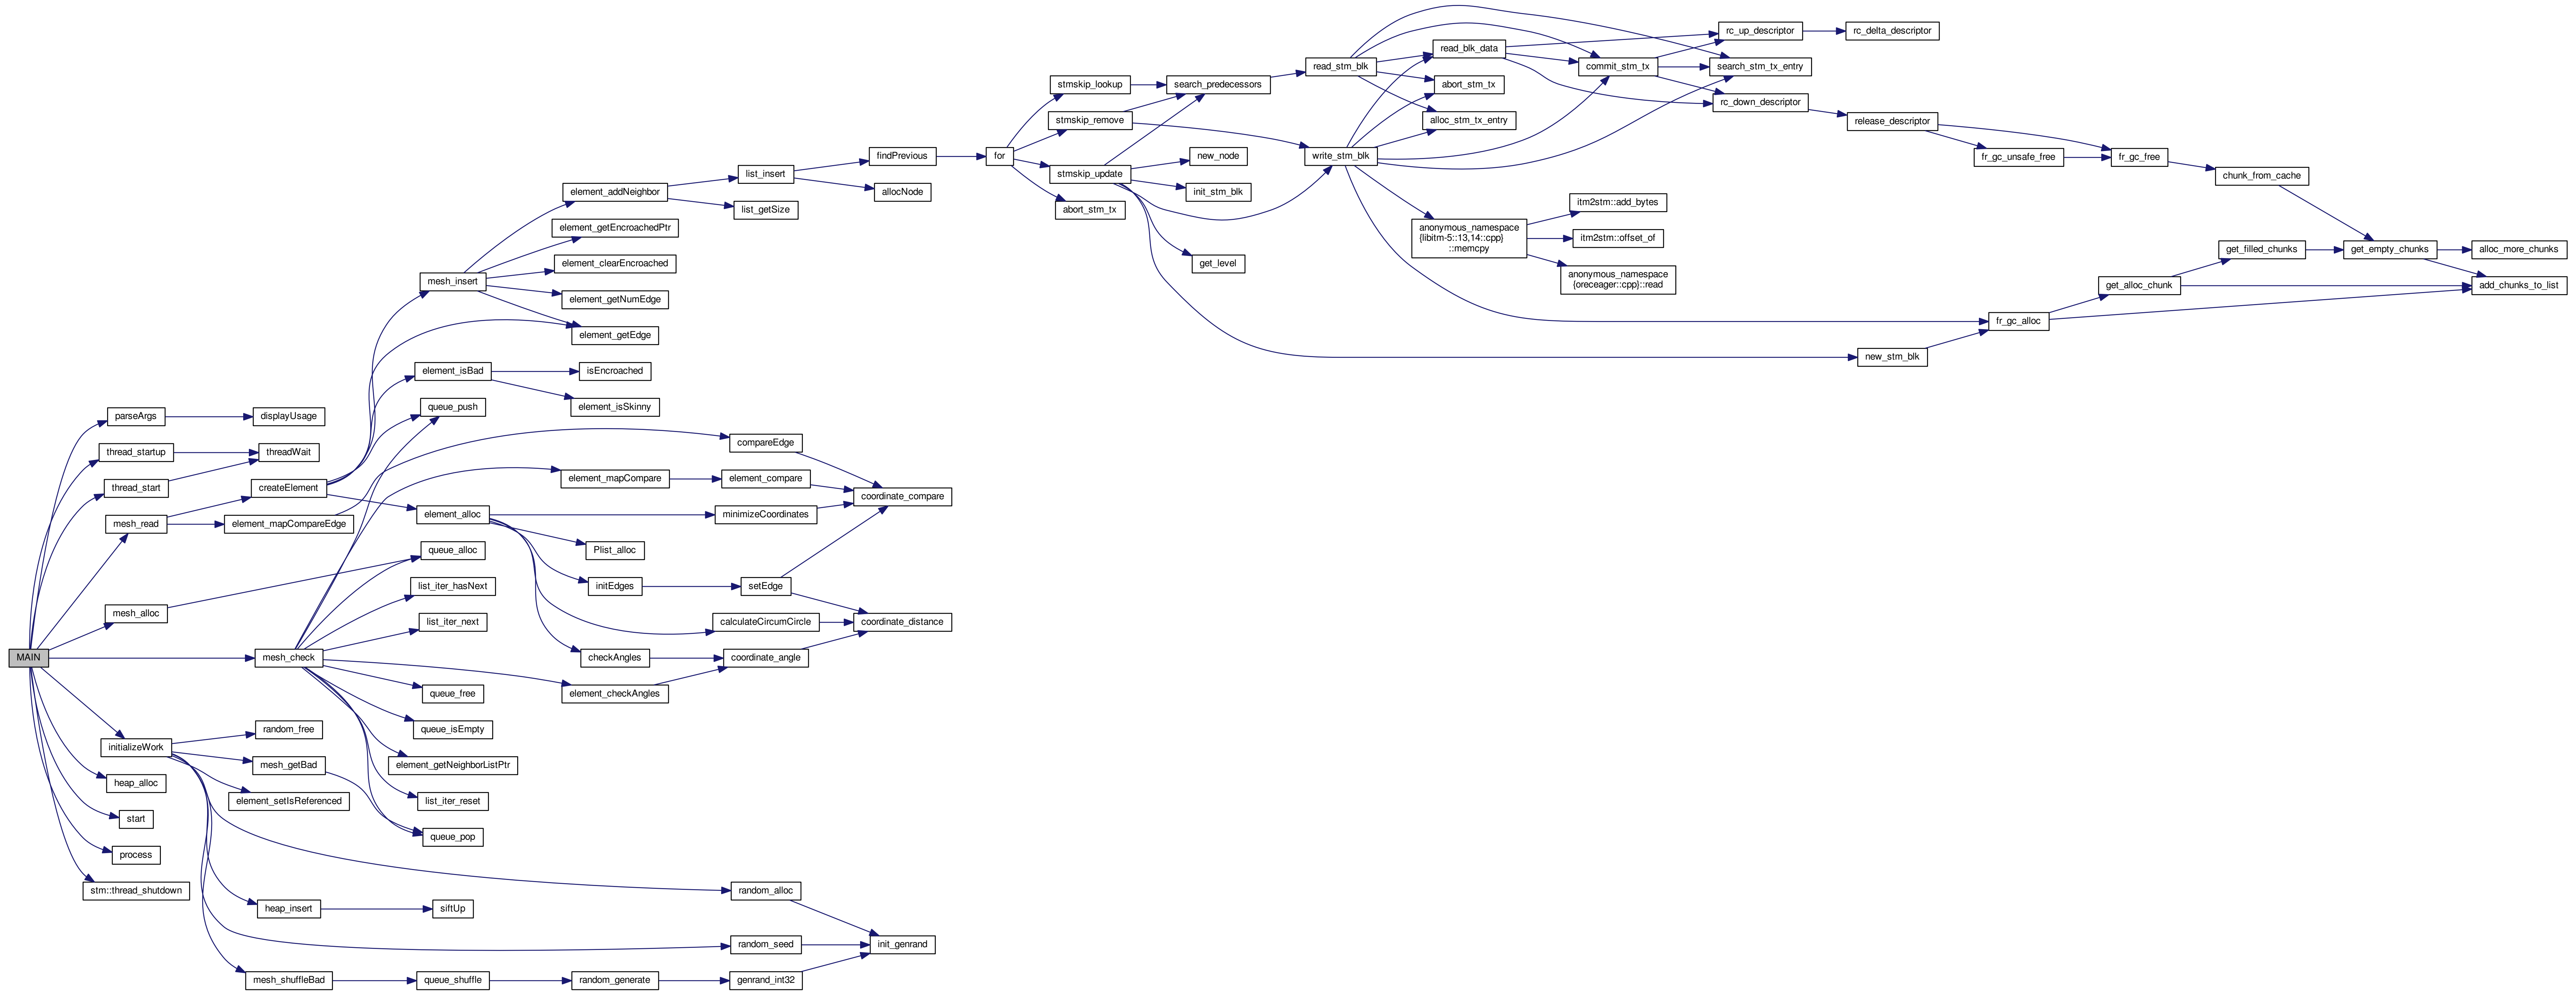 MAIN
parseArgs
displayUsage
thread_startup
threadWait
thread_start
mesh_read
createElement
element_mapCompareEdge
mesh_alloc
mesh_check
initializeWork
heap_alloc
start
process
stm::thread_shutdown
random_free
mesh_getBad
element_setIsReferenced
heap_insert
siftUp
mesh_shuffleBad
queue_shuffle
random_generate
genrand_int32
random_alloc
random_seed
init_genrand
mesh_insert
element_isBad
queue_push
element_alloc
queue_alloc
list_iter_hasNext
list_iter_next
queue_free
queue_isEmpty
element_getNeighborListPtr
list_iter_reset
queue_pop
element_addNeighbor
element_getEncroachedPtr
element_clearEncroached
element_getNumEdge
element_getEdge
isEncroached
element_isSkinny
element_mapCompare
Plist_alloc
initEdges
checkAngles
element_checkAngles
list_insert
list_getSize
compareEdge
element_compare
minimizeCoordinates
setEdge
calculateCircumCircle
coordinate_angle
coordinate_compare
coordinate_distance
findPrevious
allocNode
for
stmskip_lookup
stmskip_remove
stmskip_update
abort_stm_tx
search_predecessors
new_node
init_stm_blk
get_level
read_stm_blk
write_stm_blk
read_blk_data
abort_stm_tx
alloc_stm_tx_entry
anonymous_namespace
{libitm-5::13,14::cpp}
::memcpy
itm2stm::add_bytes
itm2stm::offset_of
anonymous_namespace
{oreceager::cpp}::read
commit_stm_tx
rc_up_descriptor
rc_delta_descriptor
search_stm_tx_entry
rc_down_descriptor
release_descriptor
fr_gc_unsafe_free
fr_gc_free
chunk_from_cache
new_stm_blk
fr_gc_alloc
get_alloc_chunk
get_filled_chunks
get_empty_chunks
alloc_more_chunks
add_chunks_to_list